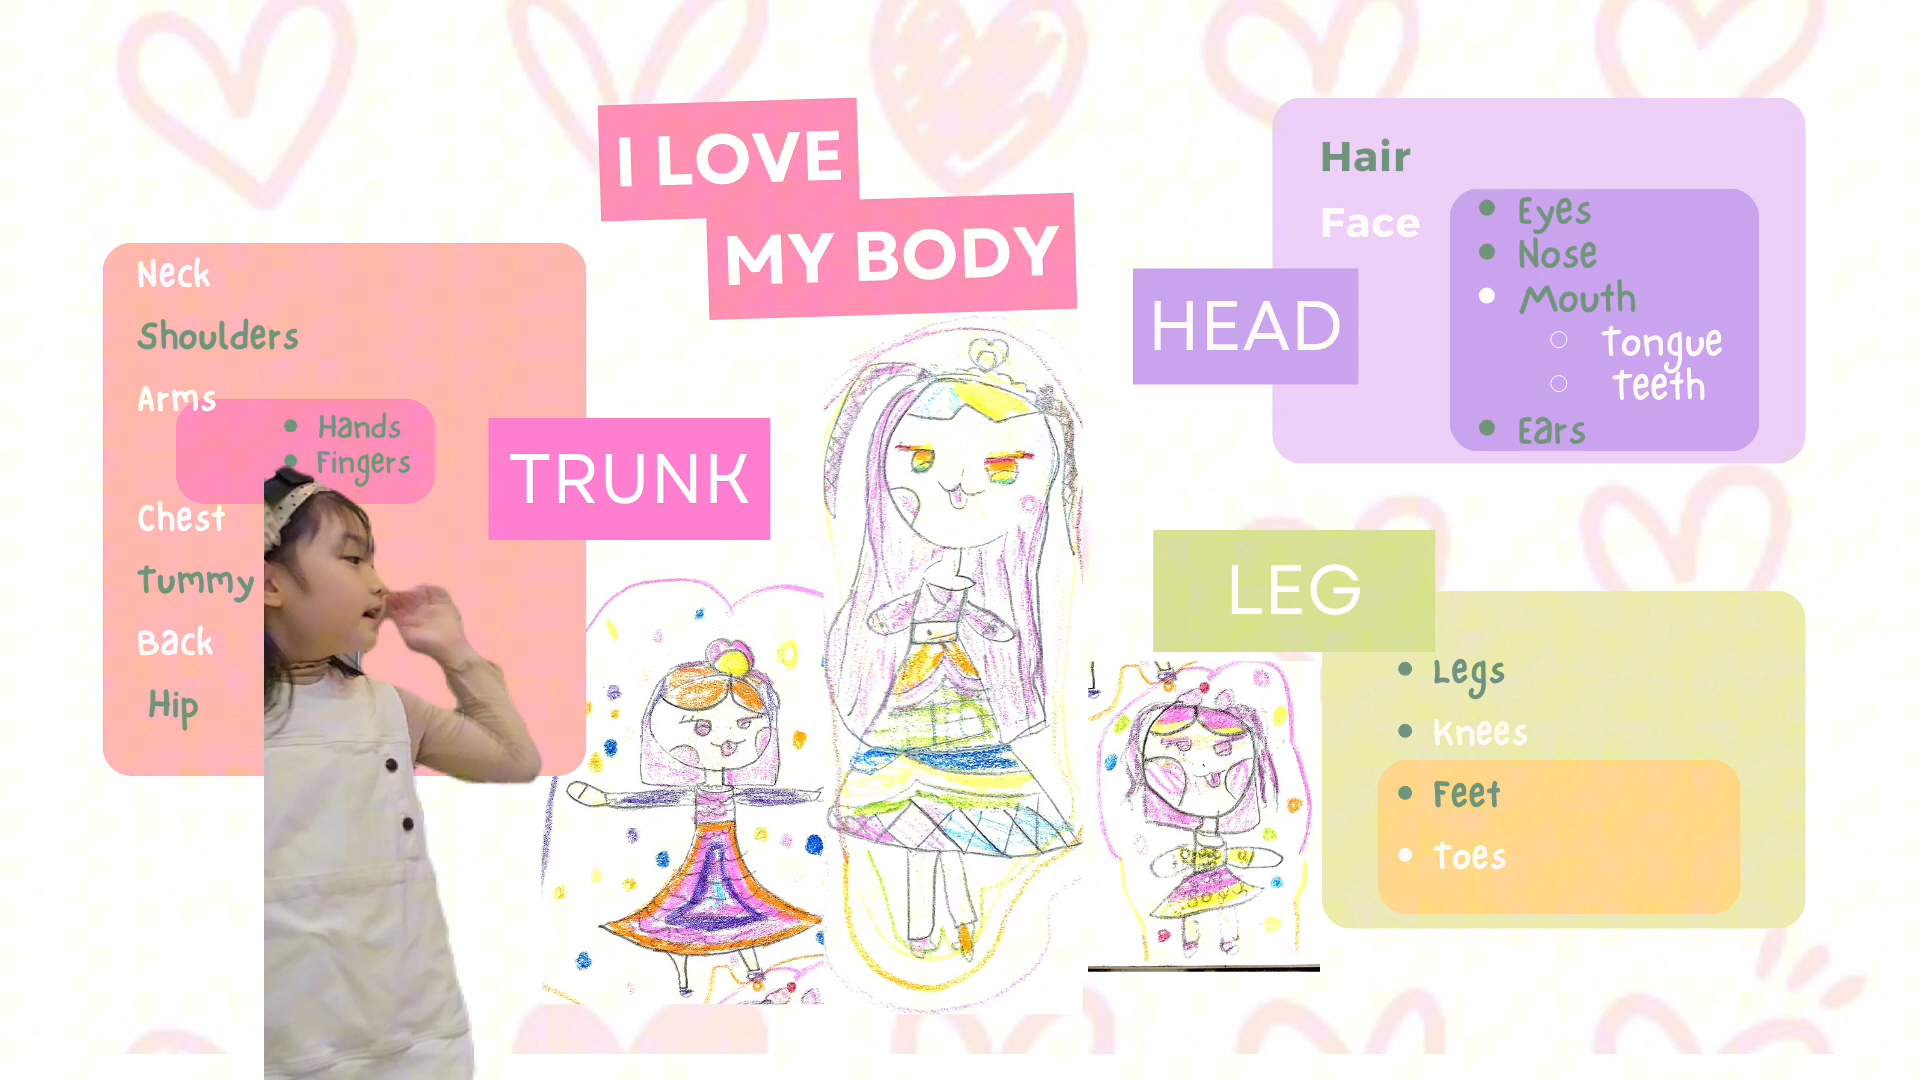 I LOVE
MY BODY
Neck
Shoulders
Arms
Hands
Fingers
Chest
Tummy
Back
Hip
TRUNK
HEAD
Hair
Face
Eyes
Nose
Mouth
tongue
teeth
Ears
LEG
Legs
Knees
Feet
Toes